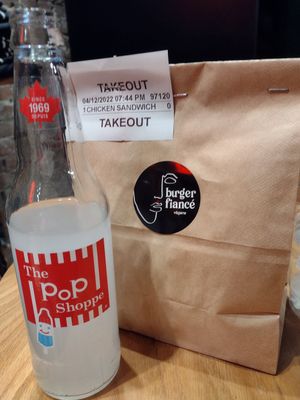 SINCE
1969
DEPUIS
The
PoP
Shoppe
TAKEOUT
04/12/2022 07:44 PM 97120
1 CHICKEN SANDWICH 0
TAKEOUT
burger
fiancé
végane